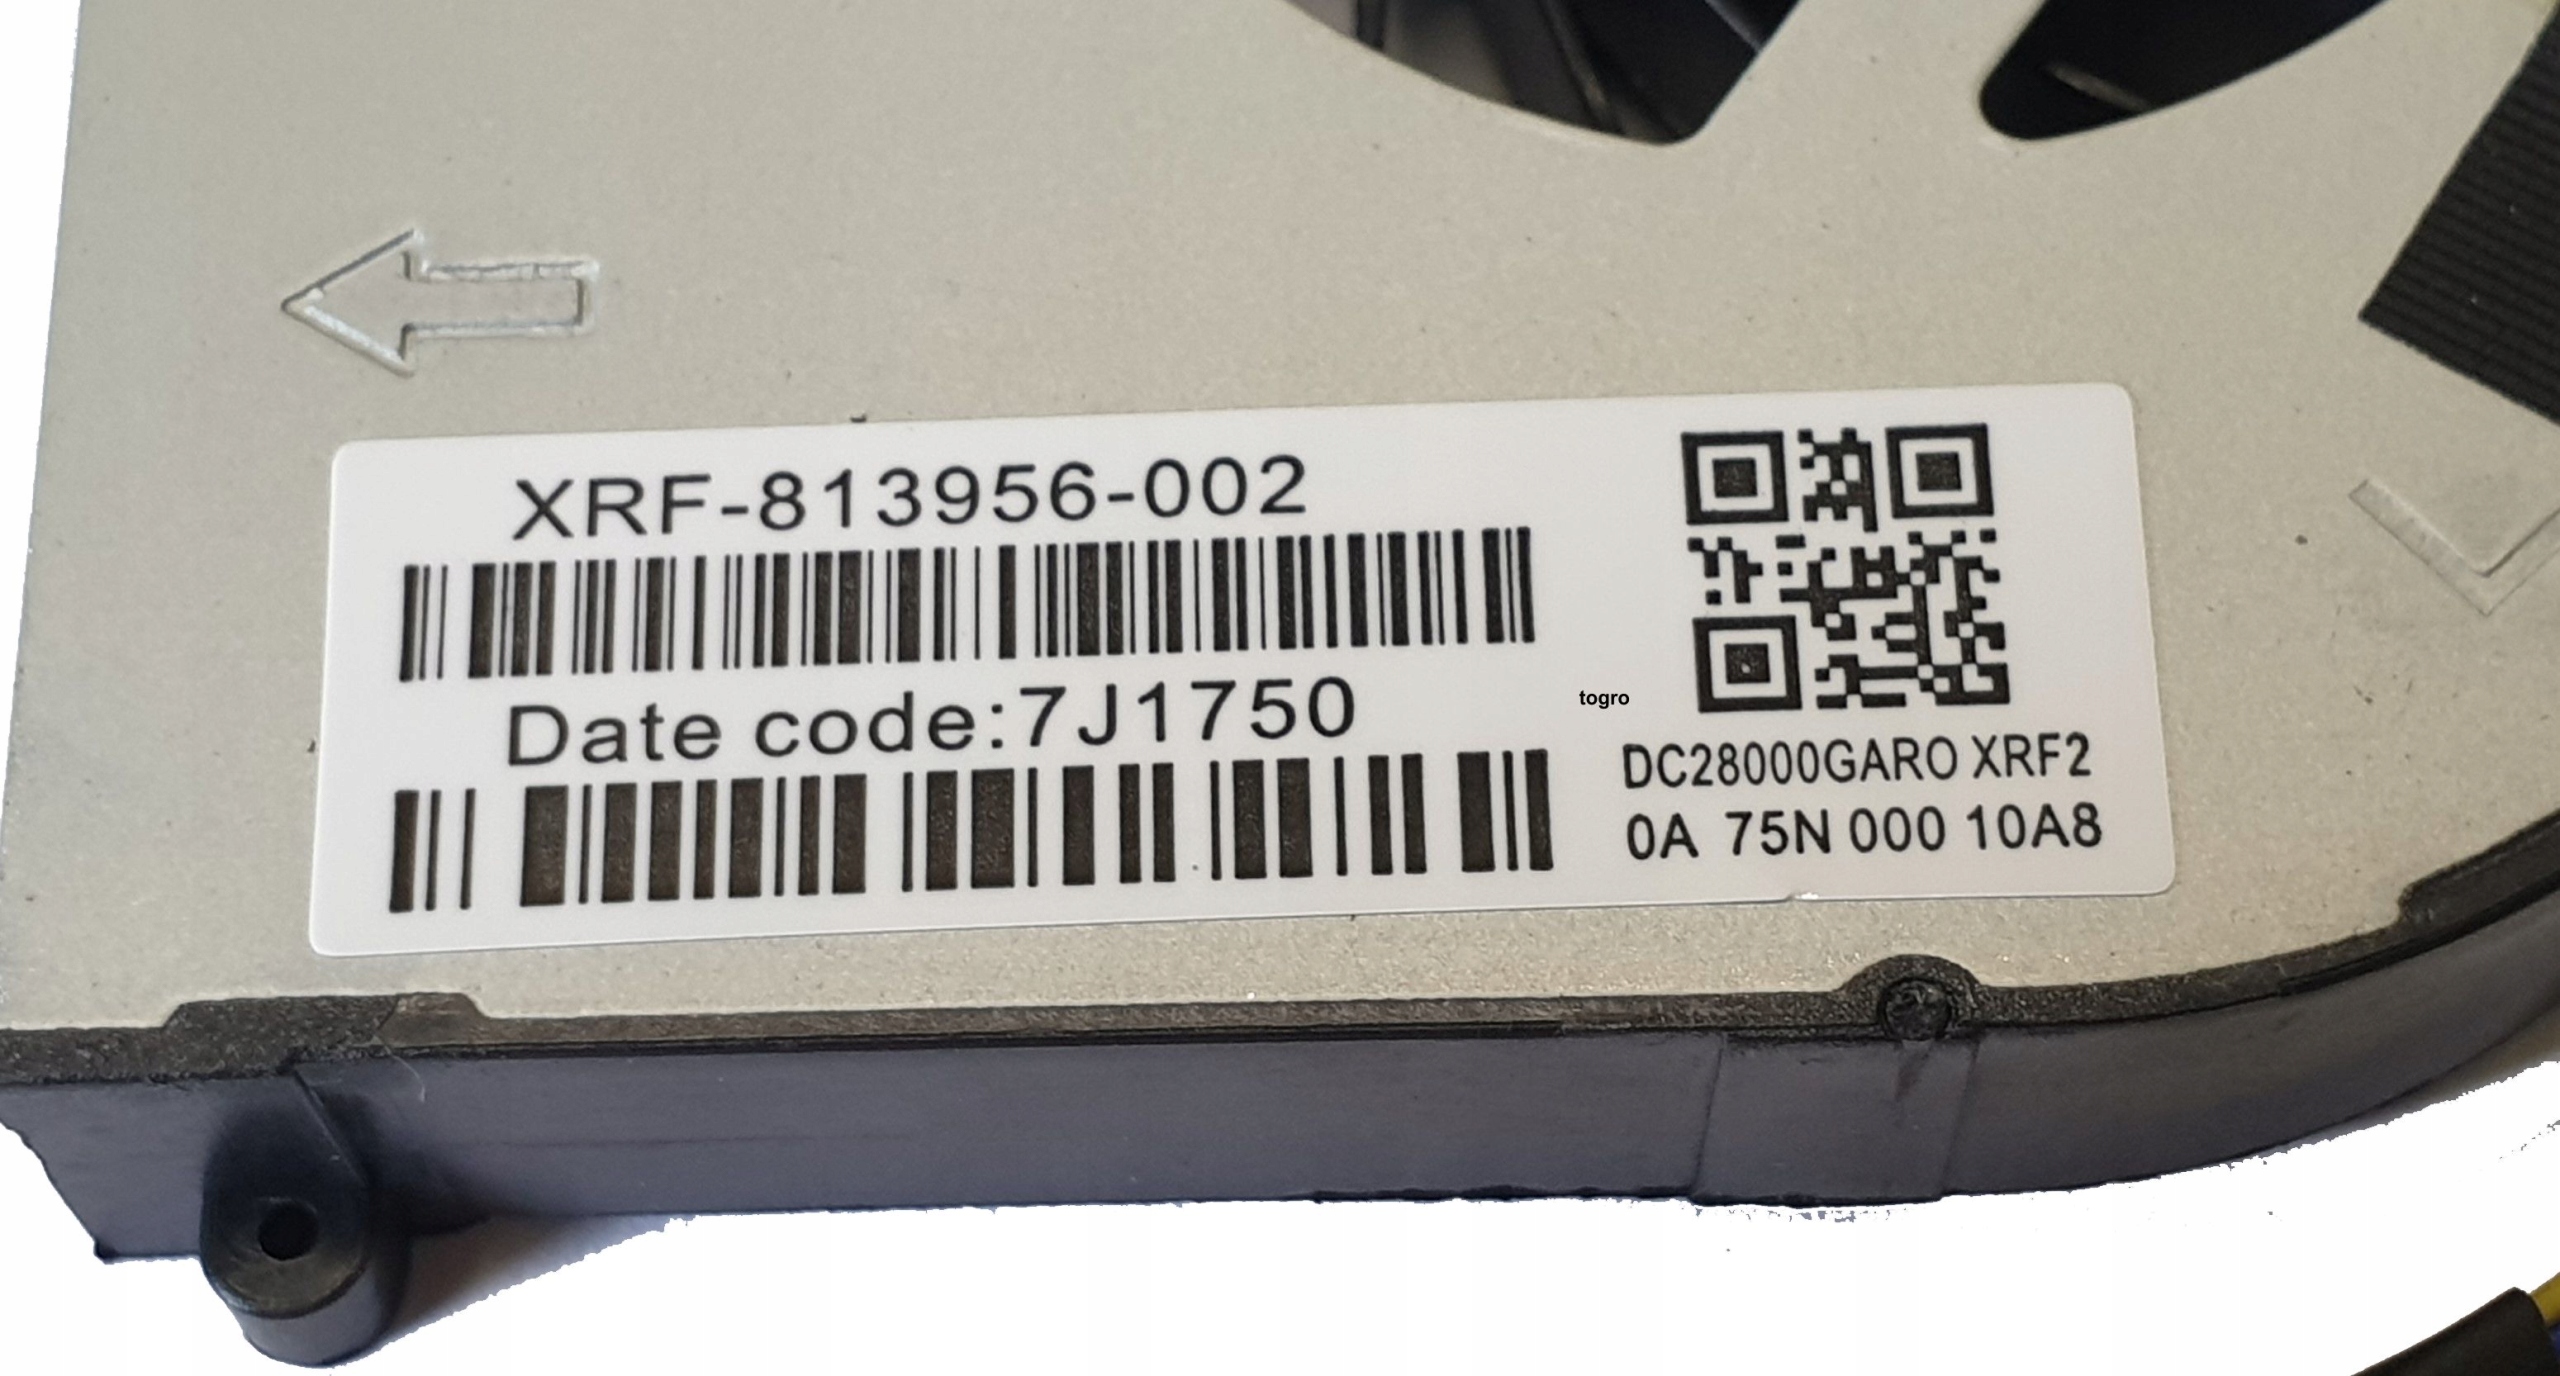 XRF-813956-002
Date code:7J1750
togro
DC28000GARO XRF2
0A 75N 000 10A8